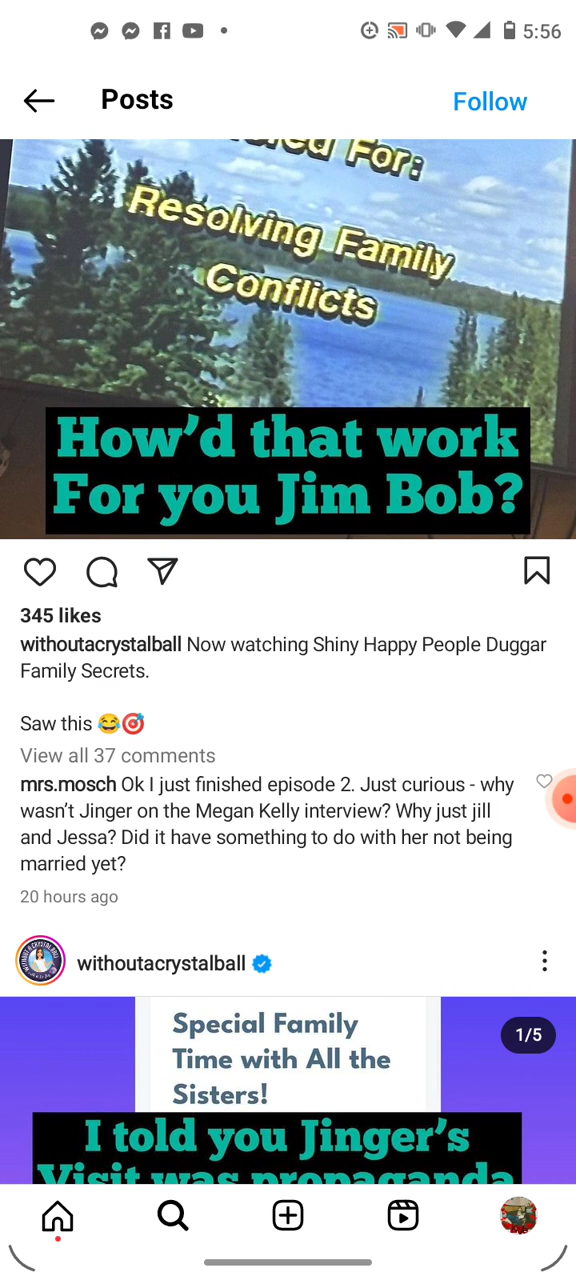 5:56
Posts
Follow
For:
Resolving Family
Conflicts
How'd that work
For you Jim Bob?
345 likes
withoutacrystalball Now watching Shiny Happy People Duggar
Family Secrets.
Saw this 😂🎯
View all 37 comments
mrs.mosch Ok I just finished episode 2. Just curious - why
wasn't Jinger on the Megan Kelly interview? Why just jill
and Jessa? Did it have something to do with her not being
married yet?
20 hours ago
withoutacrystalball
Special Family
1/5
Time with All the
Sisters!
I told you Jinger's
Visit was propaganda